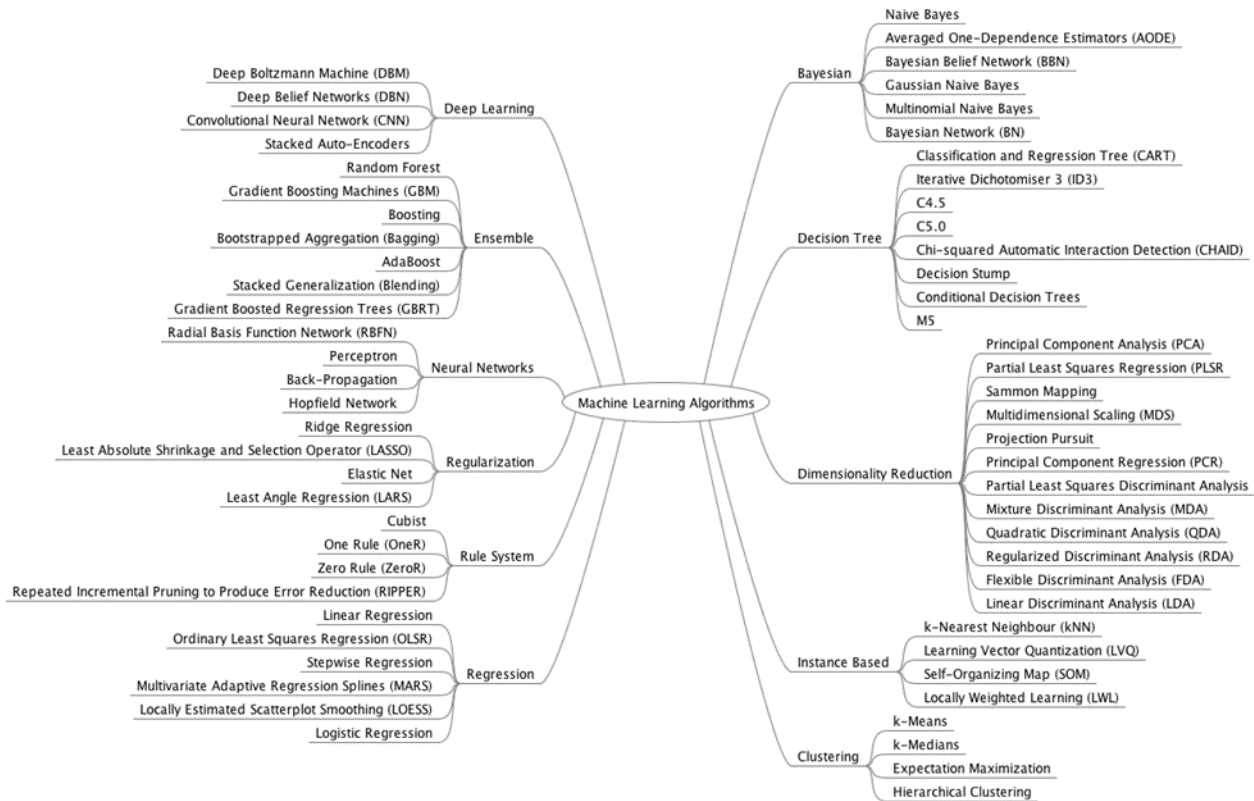 Machine Learning Algorithms
Deep Learning
Deep Boltzmann Machine (DBM)
Deep Belief Networks (DBN)
Convolutional Neural Network (CNN)
Stacked Auto-Encoders
Ensemble
Random Forest
Gradient Boosting Machines (GBM)
Boosting
Bootstrapped Aggregation (Bagging)
AdaBoost
Stacked Generalization (Blending)
Gradient Boosted Regression Trees (GBRT)
Neural Networks
Radial Basis Function Network (RBFN)
Perceptron
Back-Propagation
Hopfield Network
Regularization
Ridge Regression
Least Absolute Shrinkage and Selection Operator (LASSO)
Elastic Net
Least Angle Regression (LARS)
Rule System
Cubist
One Rule (OneR)
Zero Rule (ZeroR)
Repeated Incremental Pruning to Produce Error Reduction (RIPPER)
Regression
Linear Regression
Ordinary Least Squares Regression (OLSR)
Stepwise Regression
Multivariate Adaptive Regression Splines (MARS)
Locally Estimated Scatterplot Smoothing (LOESS)
Logistic Regression
Bayesian
Naive Bayes
Averaged One-Dependence Estimators (AODE)
Bayesian Belief Network (BBN)
Gaussian Naive Bayes
Multinomial Naive Bayes
Bayesian Network (BN)
Decision Tree
Classification and Regression Tree (CART)
Iterative Dichotomiser 3 (ID3)
C4.5
C5.0
Chi-squared Automatic Interaction Detection (CHAID)
Decision Stump
Conditional Decision Trees
M5
Dimensionality Reduction
Principal Component Analysis (PCA)
Partial Least Squares Regression (PLSR
Sammon Mapping
Multidimensional Scaling (MDS)
Projection Pursuit
Principal Component Regression (PCR)
Partial Least Squares Discriminant Analysis
Mixture Discriminant Analysis (MDA)
Quadratic Discriminant Analysis (QDA)
Regularized Discriminant Analysis (RDA)
Flexible Discriminant Analysis (FDA)
Linear Discriminant Analysis (LDA)
Instance Based
k-Nearest Neighbour (kNN)
Learning Vector Quantization (LVQ)
Self-Organizing Map (SOM)
Locally Weighted Learning (LWL)
Clustering
k-Means
k-Medians
Expectation Maximization
Hierarchical Clustering